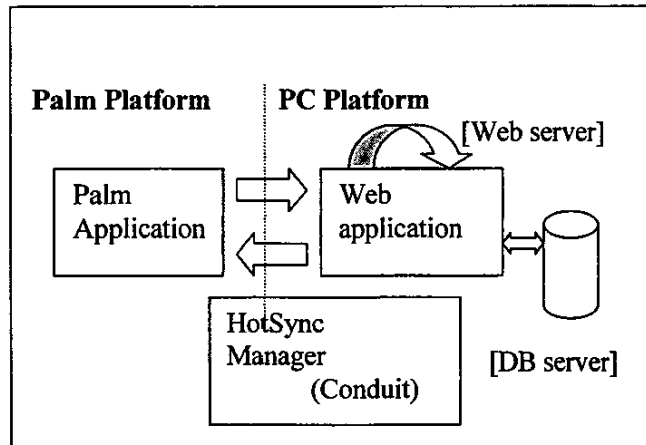 Palm Platform
PC Platform
[Web server]
Palm
Application
Web
application
HotSync
Manager
(Conduit)
[DB server]